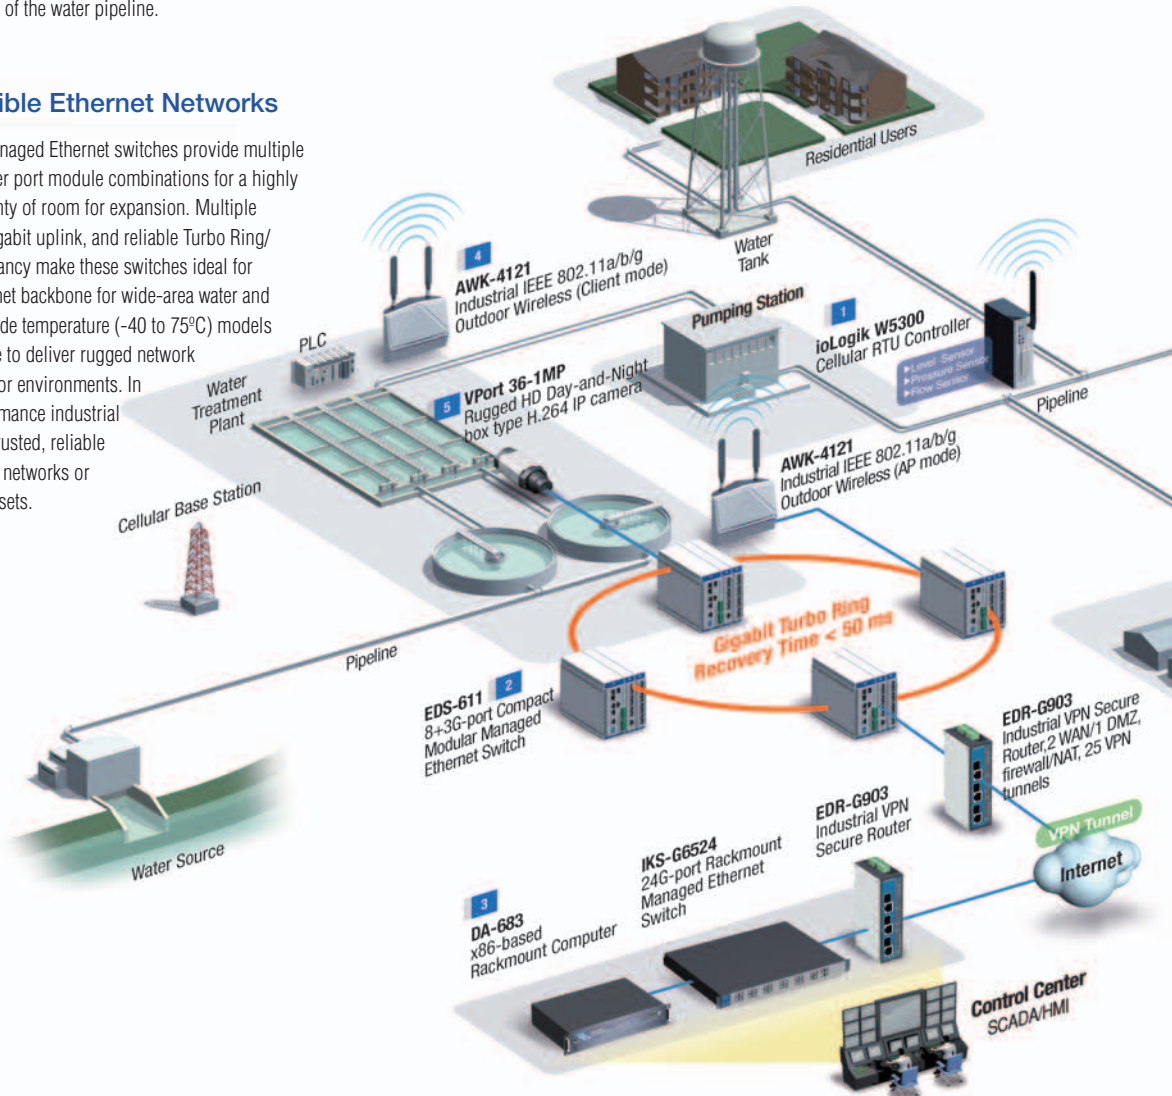 of the water pipeline.
ible Ethernet Networks
naged Ethernet switches provide multiple
er port module combinations for a highly
nty of room for expansion. Multiple
gabit uplink, and reliable Turbo Ring/
ancy make these switches ideal for
net backbone for wide-area water and
de temperature (-40 to 75ºC) models
e to deliver rugged network
or environments. In
mance industrial
rusted, reliable
networks or
sets.
Residential Users
Water
Tank
4
AWK-4121
Industrial IEEE 802.11a/b/g
Outdoor Wireless (Client mode)
PLC
Water
Treatment
Plant
Pumping Station
1
ioLogik W5300
Cellular RTU Controller
▶Level Sensor
▶Pressure Sensor
▶Flow Sensor
Pipeline
5
VPort 36-1MP
Rugged HD Day-and-Night
box type H.264 IP camera
AWK-4121
Industrial IEEE 802.11a/b/g
Outdoor Wireless (AP mode)
Cellular Base Station
Pipeline
Gigabit Turbo Ring
Recovery Time < 50 ms
EDS-611
2
8+3G-port Compact
Modular Managed
Ethernet Switch
EDR-G903
Industrial VPN Secure
Router,2 WAN/1 DMZ,
firewall/NAT, 25 VPN
tunnels
VPN Tunnel
Internet
Water Source
EDR-G903
Industrial VPN
Secure Router
IKS-G6524
24G-port Rackmount
Managed Ethernet
Switch
3
DA-683
x86-based
Rackmount Computer
Control Center
SCADA/HMI